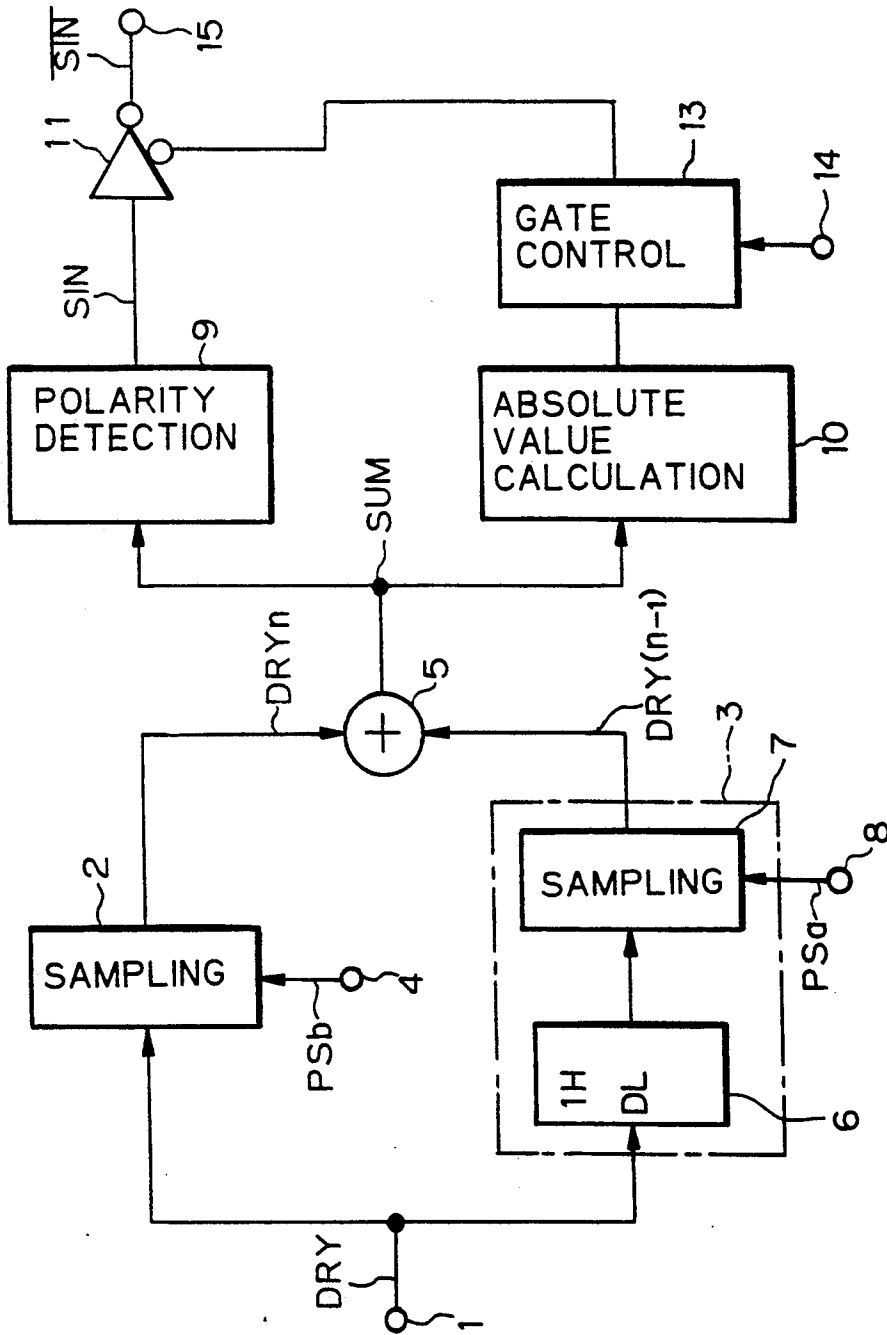 1
DRY
SAMPLING
2
PSb
4
1H
DL
6
SAMPLING
7
3
PSa
8
DRYn
5
DRY(n-1)
SUM
POLARITY
DETECTION
9
ABSOLUTE
VALUE
CALCULATION
10
SIN
GATE
CONTROL
13
14
11
SIN
15